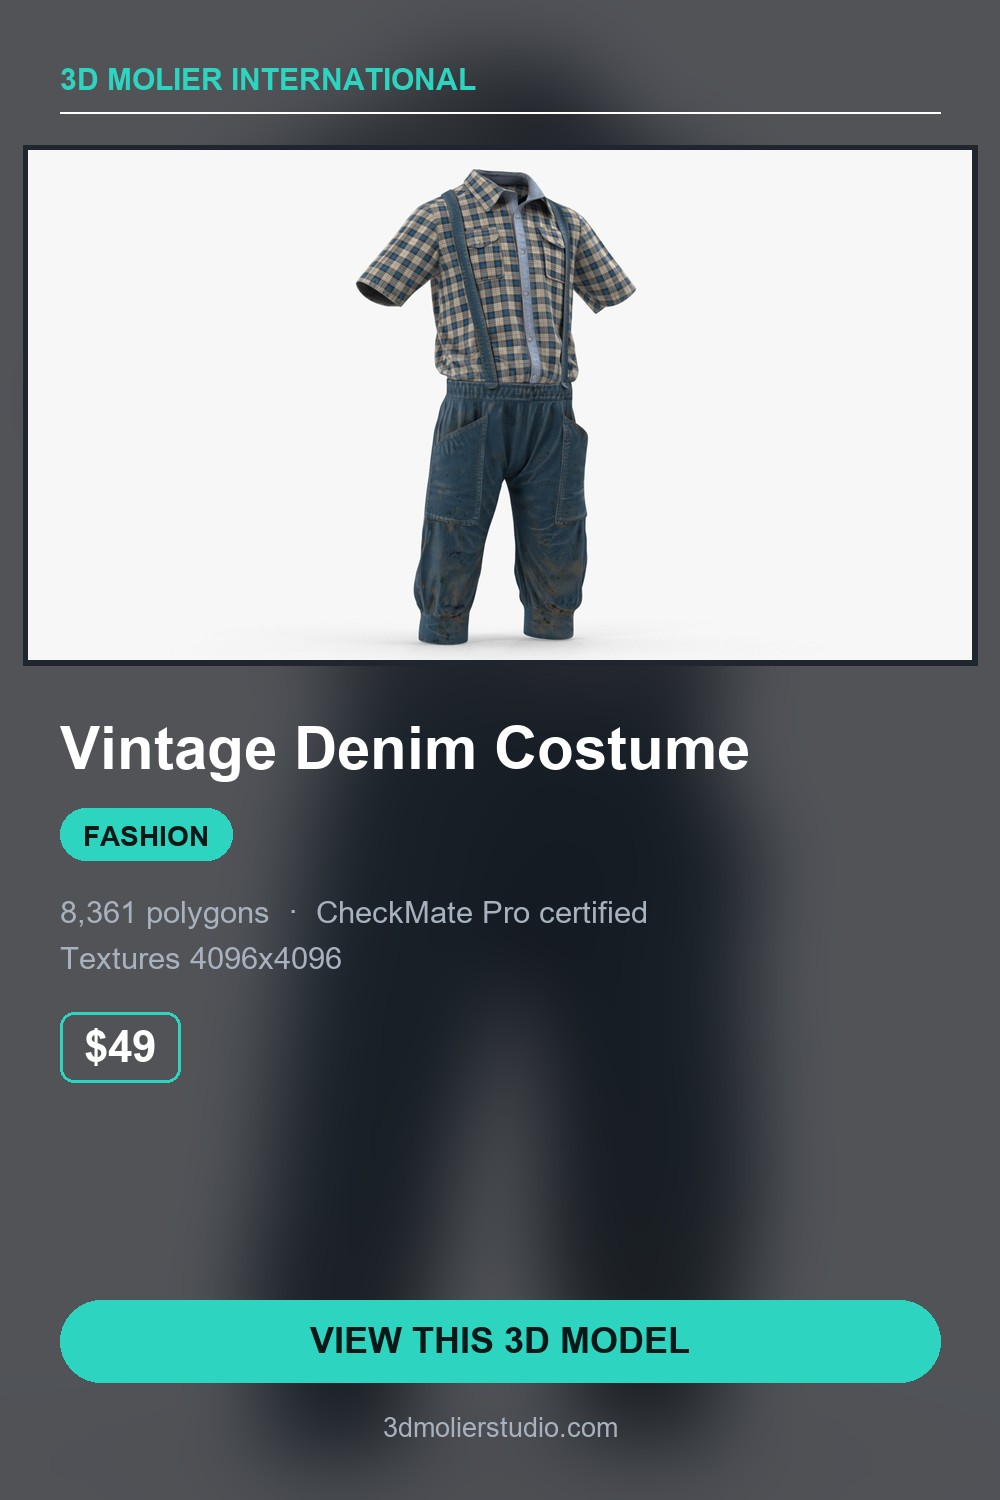 3D MOLIER INTERNATIONAL
Vintage Denim Costume
FASHION
8,361 polygons · CheckMate Pro certified
Textures 4096x4096
$49
VIEW THIS 3D MODEL
3dmolierstudio.com